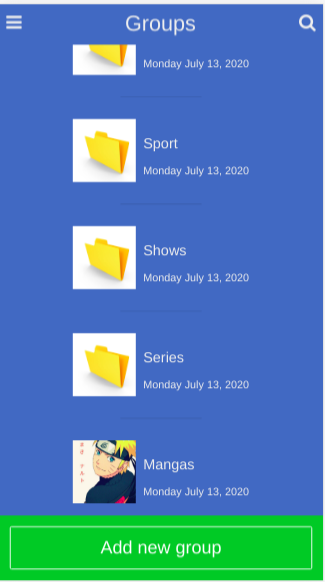 Groups
Monday July 13, 2020
Sport
Monday July 13, 2020
Shows
Monday July 13, 2020
Series
Monday July 13, 2020
Mangas
Monday July 13, 2020
Add new group